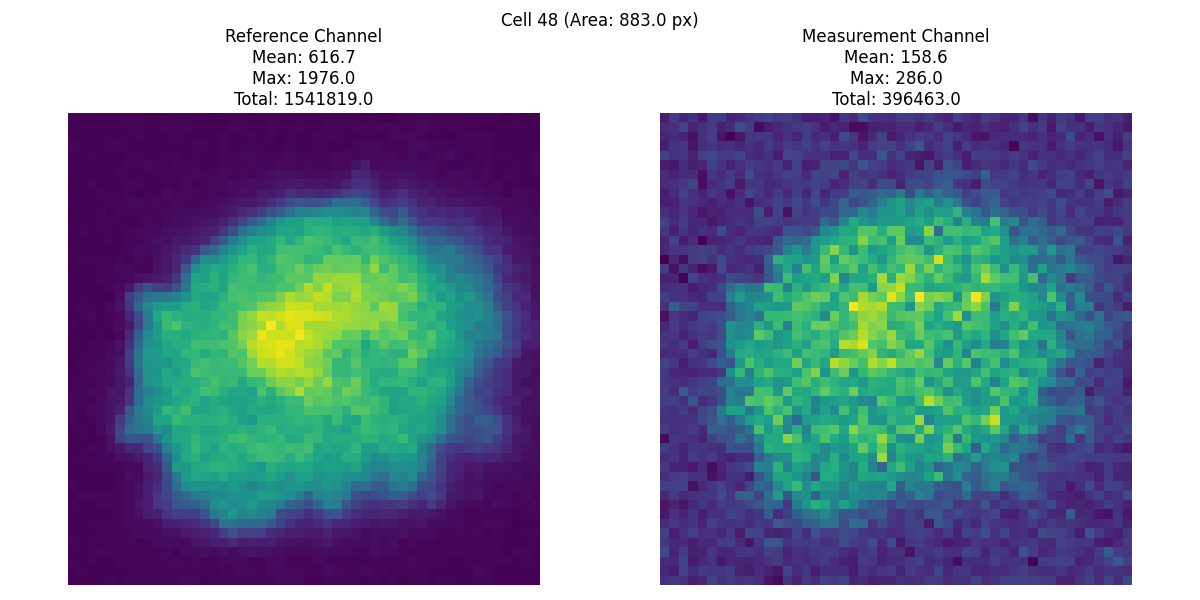 Cell 48 (Area: 883.0 px)
Reference Channel
Mean: 616.7
Max: 1976.0
Total: 1541819.0
Measurement Channel
Mean: 158.6
Max: 286.0
Total: 396463.0